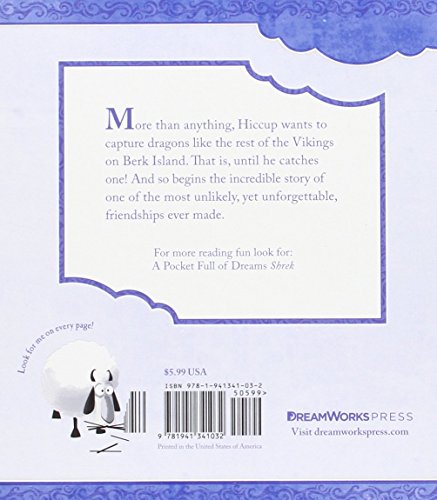 More than anything, Hiccup wants to
capture dragons like the rest of the Vikings
on Berk Island. That is, until he catches
one! And so begins the incredible story of
one of the most unlikely, yet unforgettable,
friendships ever made.
For more reading fun look for:
A Pocket Full of Dreams Shrek
Look for me on every page!
$5.99 USA
ISBN 978-1-941341-03-2
50599>
9 781941 341032
Printed in the United States of America
DREAMWORKS PRESS
Visit dreamworkspress.com